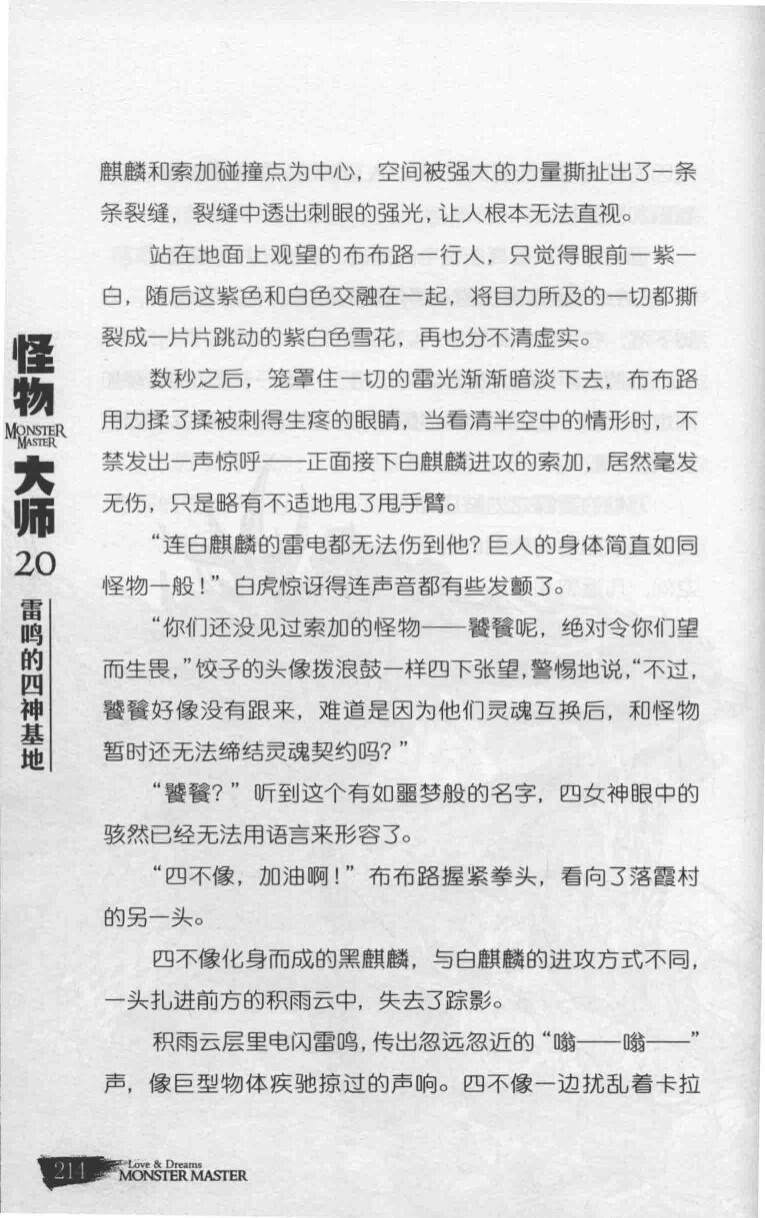 麒麟和索加碰撞点为中心，空间被强大的力量撕扯出了一条
条裂缝，裂缝中透出刺眼的强光，让人根本无法直视。
站在地面上观望的布布路一行人，只觉得眼前一紫一
白，随后这紫色和白色交融在一起，将目力所及的一切都撕
裂成一片片跳动的紫白色雪花，再也分不清虚实。
数秒之后，笼罩住一切的雷光渐渐暗淡下去，布布路
用力揉了揉被刺得生疼的眼睛，当看清半空中的情形时，不
禁发出一声惊呼——正面接下白麒麟进攻的索加，居然毫发
无伤，只是略有不适地甩了甩手臂。
“连白麒麟的雷电都无法伤到他？巨人的身体简直如同
怪物一般！”白虎惊讶得连声音都有些发颤了。
“你们还没见过索加的怪物——饕餮呢，绝对令你们望
而生畏，”饺子的头像拨浪鼓一样四下张望，警惕地说，“不过，
饕餮好像没有跟来，难道是因为他们灵魂互换后，和怪物
暂时还无法缔结灵魂契约吗？”
“饕餮？”听到这个有如噩梦般的名字，四女神眼中的
骇然已经无法用语言来形容了。
“四不像，加油啊！”布布路握紧拳头，看向了落霞村
的另一头。
四不像化身而成的黑麒麟，与白麒麟的进攻方式不同，
一头扎进前方的积雨云中，失去了踪影。
积雨云层里电闪雷鸣，传出忽远忽近的“嗡——嗡——”
声，像巨型物体疾驰掠过的声响。四不像一边扰乱着卡拉
怪物
MONSTER
MASTER
大师
20
雷鸣的四神基地
214
Love & Dreams
MONSTER MASTER